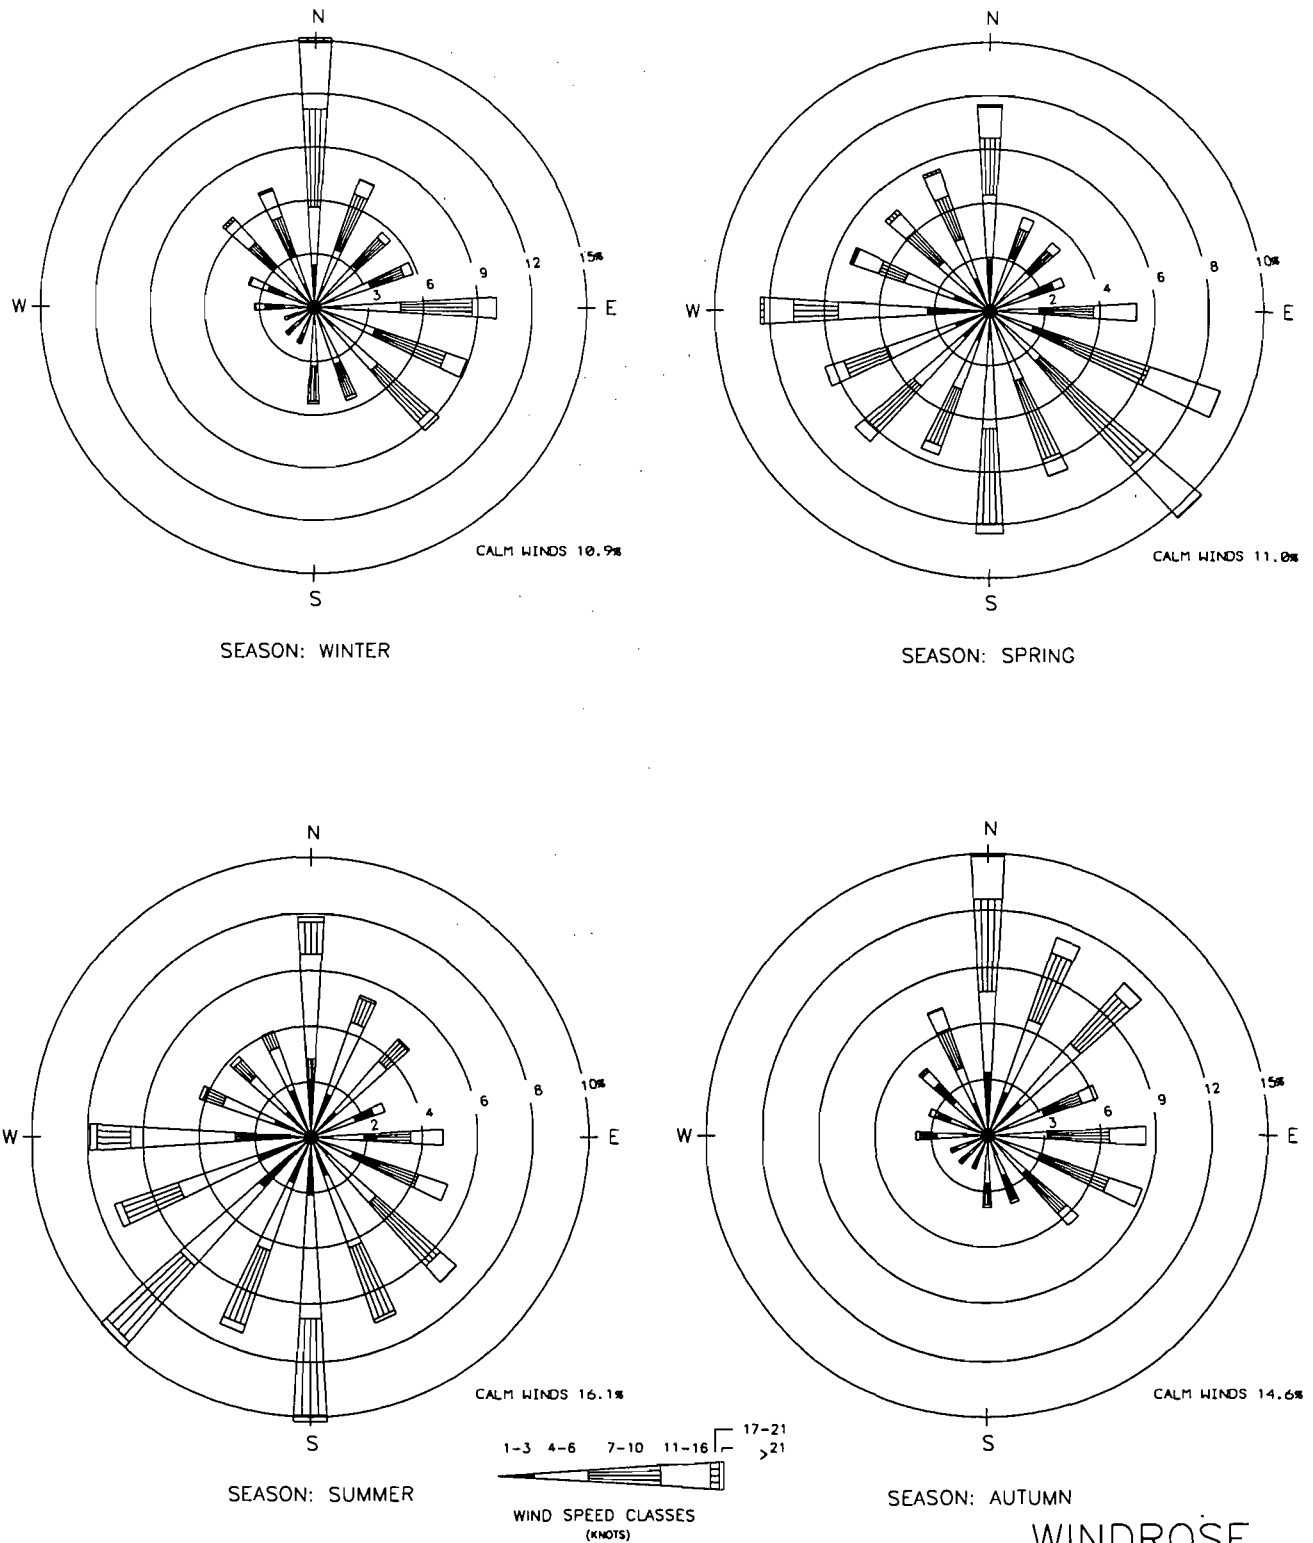 N
N
15%
12
9
6
3
W
E
10%
8
6
4
2
W
E
CALM WINDS 10.9%
CALM WINDS 11.0%
S
S
SEASON: WINTER
SEASON: SPRING
N
N
10%
8
6
4
2
W
E
15%
12
9
6
3
W
E
CALM WINDS 16.1%
CALM WINDS 14.6%
S
S
17-21
1-3 4-6 7-10 11-16 >21
SEASON: SUMMER
SEASON: AUTUMN
WIND SPEED CLASSES
(KNOTS)
WINDROSE